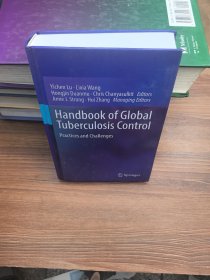 Yichen Lu · Lixia Wang
Hongjin Duanmu · Chris Chanyasulkit Editors
Amie J. Strong · Hui Zhang Managing Editors
Handbook of Global
Tuberculosis Control
Practices and Challenges
Springer